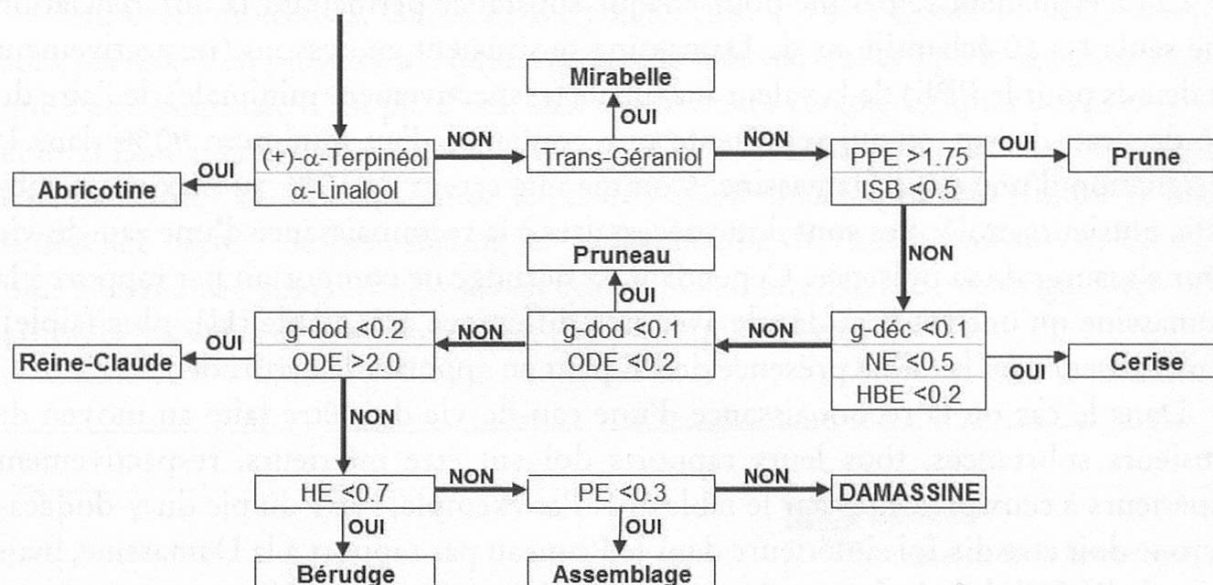 Mirabelle
OUI
NON
NON
(+)-α-Terpinéol
Trans-Géraniol
PPE >1.75
OUI
Prune
OUI
Abricotine
α-Linalool
ISB <0.5
NON
Pruneau
OUI
g-dod <0.2
NON
g-dod <0.1
NON
g-déc <0.1
OUI
Reine-Claude
ODE >2.0
ODE <0.2
NE <0.5
OUI
Cerise
HBE <0.2
NON
HE <0.7
NON
PE <0.3
NON
DAMASSINE
OUI
OUI
Bérudge
Assemblage